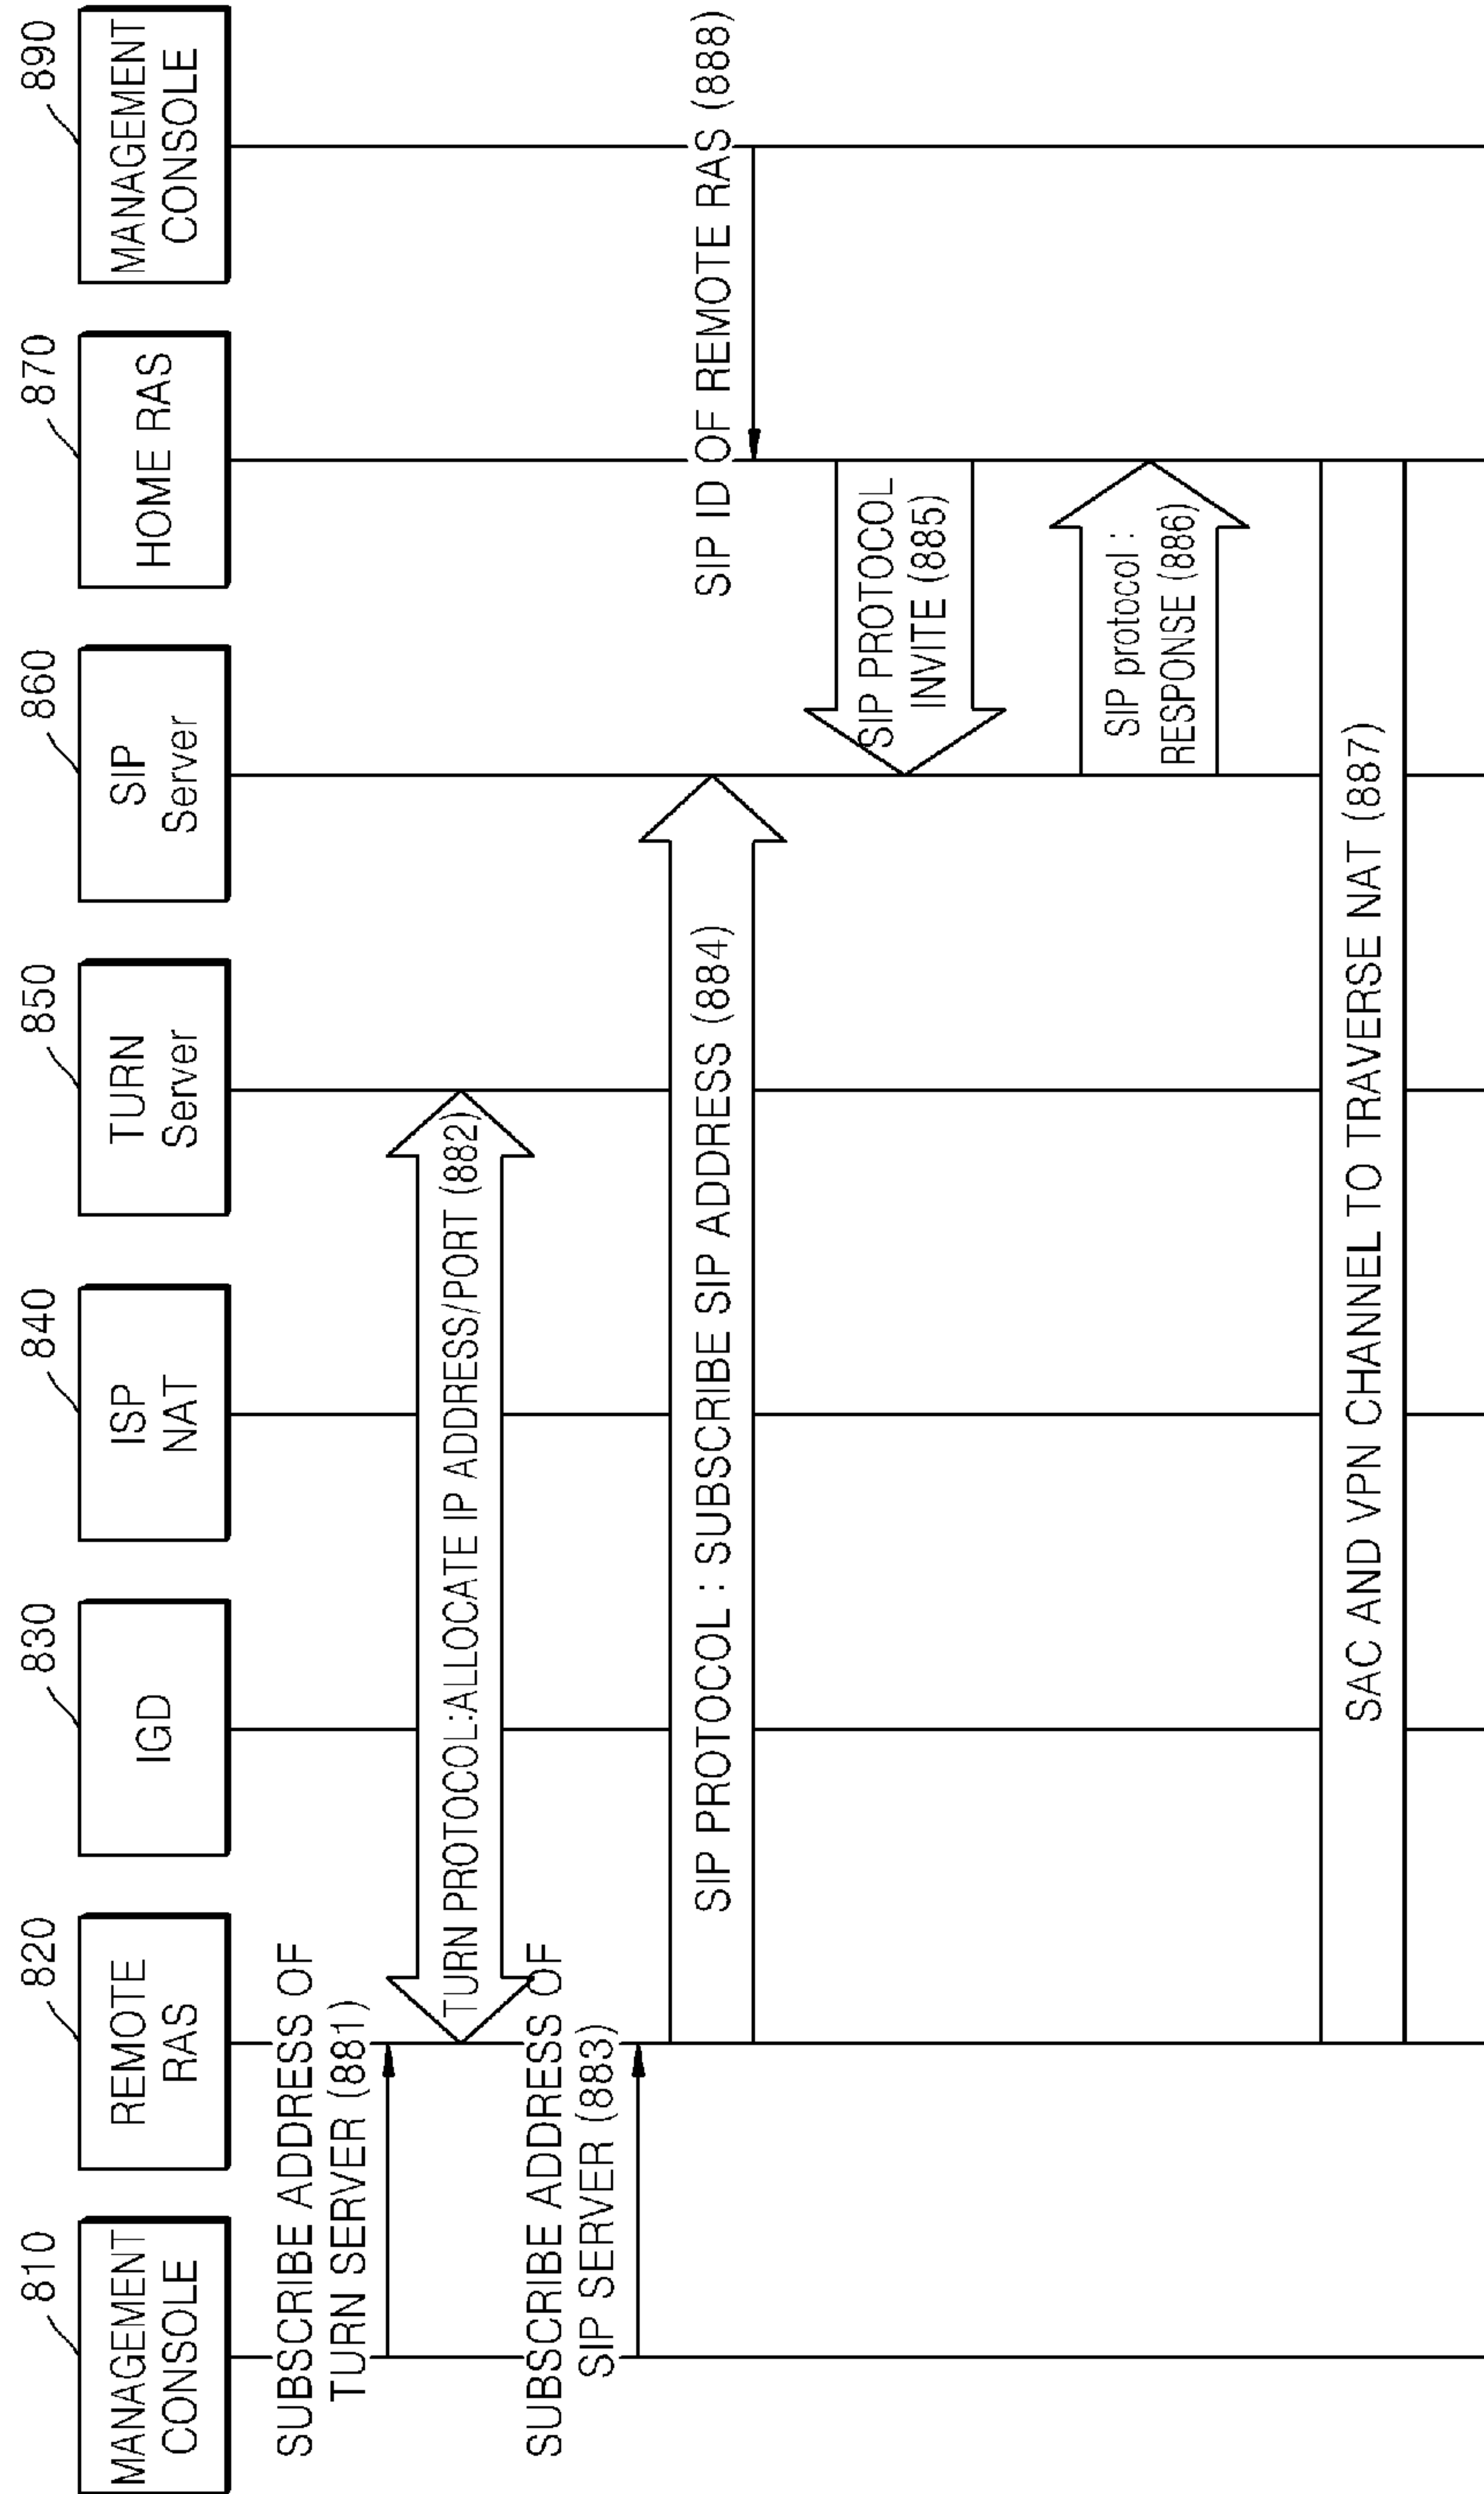 810
MANAGEMENT
CONSOLE
820
REMOTE
RAS
830
IGD
840
ISP
NAT
850
TURN
Server
860
SIP
Server
870
HOME RAS
890
MANAGEMENT
CONSOLE
SUBSCRIBE ADDRESS OF
TURN SERVER (881)
TURN PROTOCOL:ALLOCATE IP ADDRESS/PORT (882)
SUBSCRIBE ADDRESS OF
SIP SERVER (883)
SIP PROTOCOL : SUBSCRIBE SIP ADDRESS (884)
SIP ID OF REMOTE RAS (888)
SIP PROTOCOL
INVITE (885)
SIP protocol :
RESPONSE (886)
SAC AND VPN CHANNEL TO TRAVERSE NAT (887)